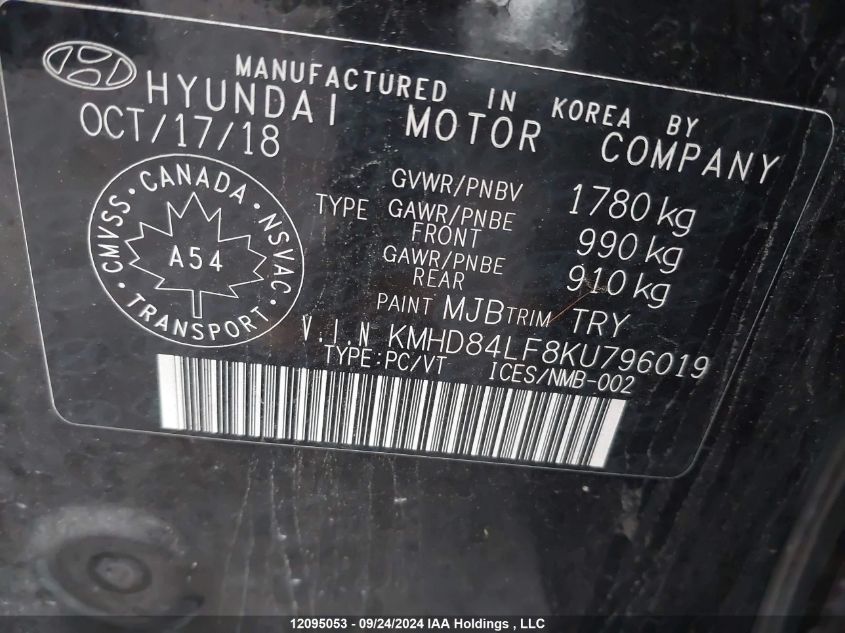 MANUFACTURED IN KOREA BY
HYUNDAI MOTOR COMPANY
OCT/17/18
CMVSS · CANADA · NSVAC · TRANSPORT ·
A54
GVWR/PNBV 1780 kg
TYPE GAWR/PNBE FRONT 990 kg
GAWR/PNBE REAR 910 kg
PAINT MJB TRIM TRY
V.I.N KMHD84LF8KU796019
TYPE:PC/VT ICES/NMB-002
12095053 - 09/24/2024 IAA Holdings , LLC